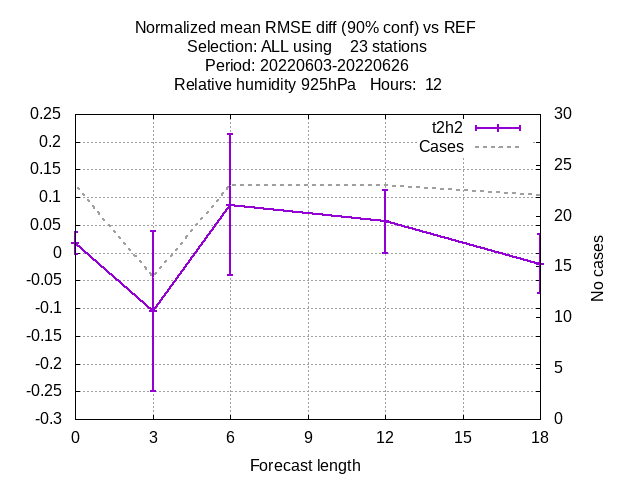 Normalized mean RMSE diff (90% conf) vs REF
Selection: ALL using    23 stations
Period: 20220603-20220626
Relative humidity 925hPa   Hours:  12
t2h2
Cases
0.25
0.2
0.15
0.1
0.05
0
-0.05
-0.1
-0.15
-0.2
-0.25
-0.3
30
25
20
15
10
5
0
No cases
0 3 6 9 12 15 18
Forecast length